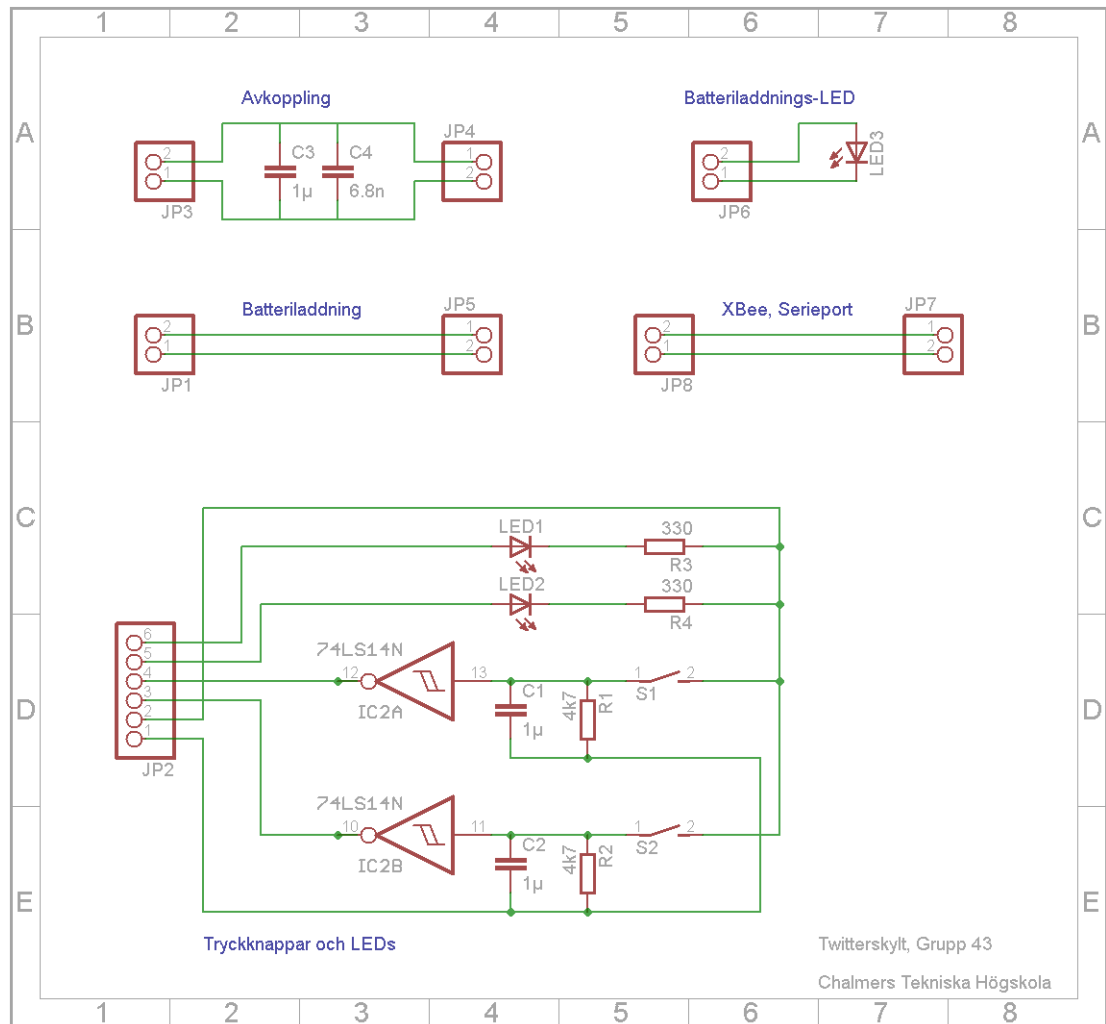 1 2 3 4 5 6 7 8
A
A
Avkoppling
Batteriladdnings-LED
JP4
2
1
JP3
C3
1µ
C4
6.8n
1
2
2
1
JP6
LED3
B
B
Batteriladdning
JP5
XBee, Serieport
JP7
2
1
JP1
1
2
2
1
JP8
1
2
C
C
LED1
330
R3
LED2
330
R4
6
5
4
3
2
1
JP2
D
D
74LS14N
12
IC2A
13
C1
1µ
4k7
R1
1
S1
2
74LS14N
10
IC2B
11
C2
1µ
4k7
R2
1
S2
2
E
E
Tryckknappar och LEDs
Twitterskylt, Grupp 43
Chalmers Tekniska Högskola
1 2 3 4 5 6 7 8